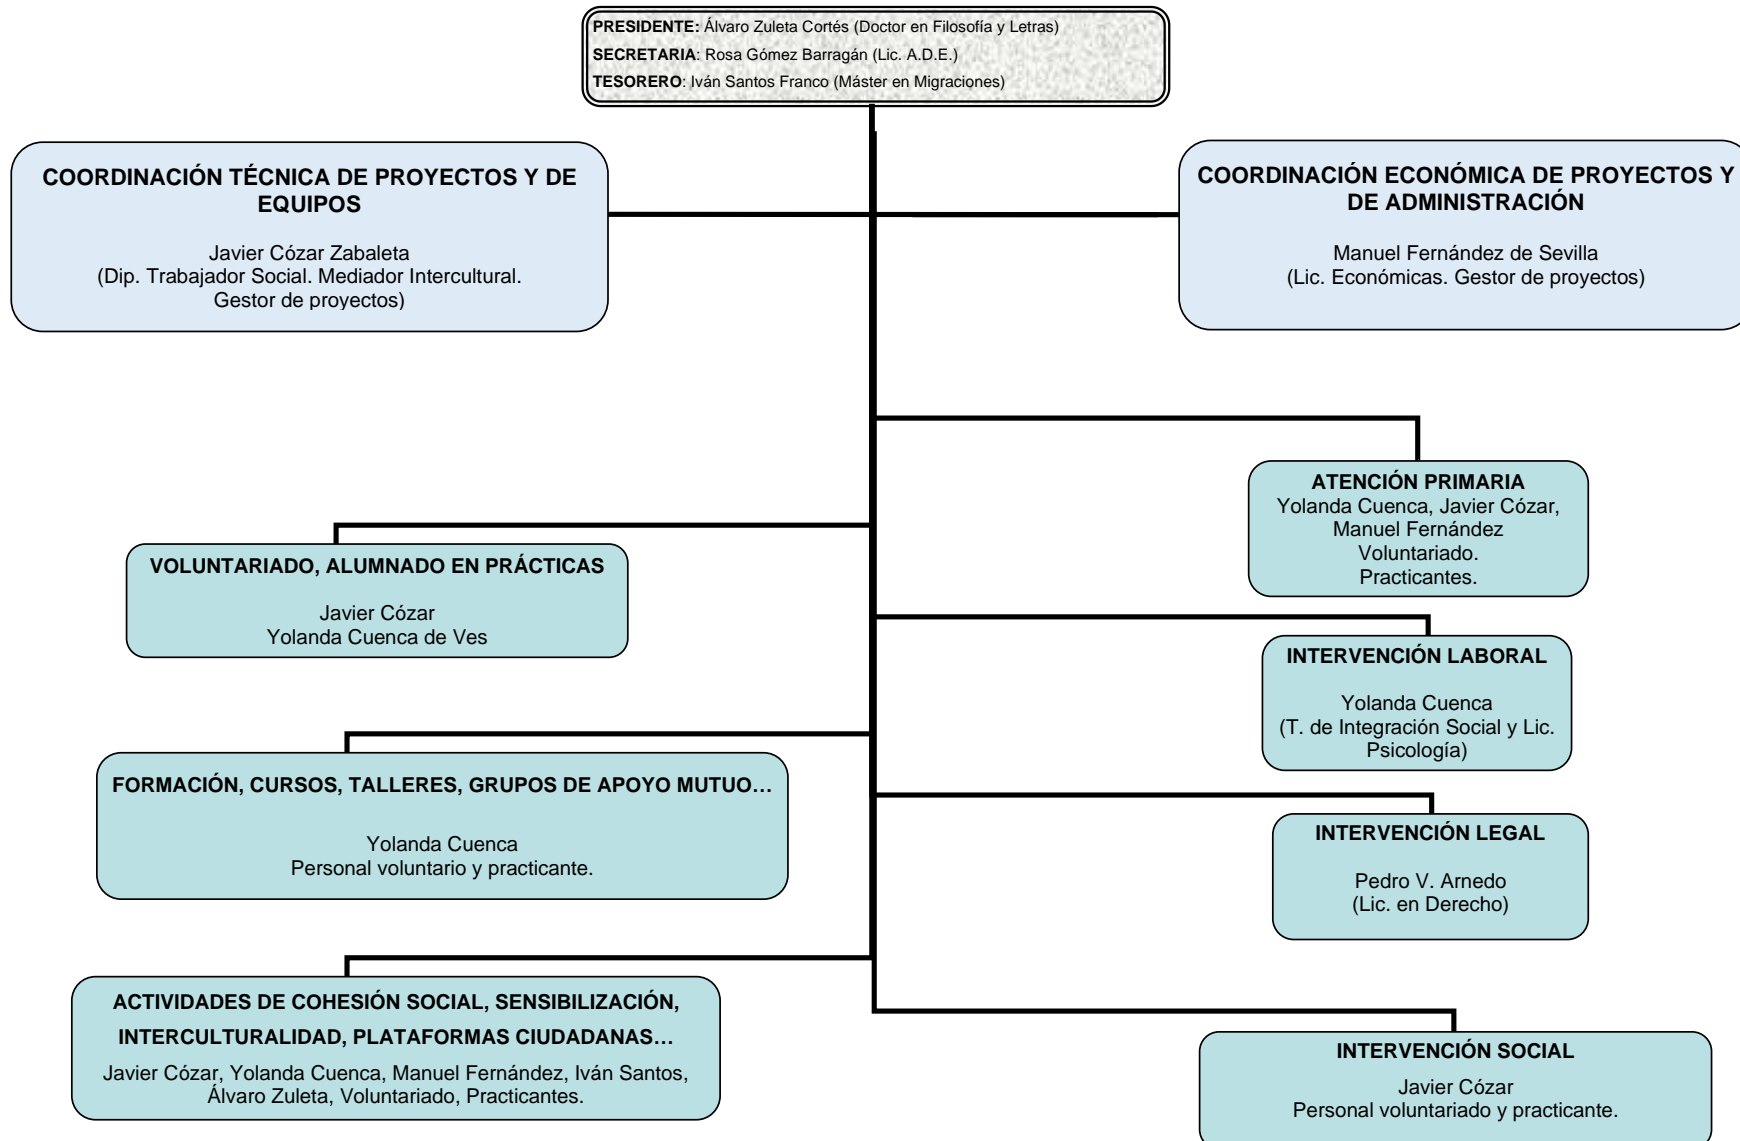 PRESIDENTE: Álvaro Zuleta Cortés (Doctor en Filosofía y Letras)
SECRETARIA: Rosa Gómez Barragán (Lic. A.D.E.)
TESORERO: Iván Santos Franco (Máster en Migraciones)
COORDINACIÓN TÉCNICA DE PROYECTOS Y DE
EQUIPOS
Javier Cózar Zabaleta
(Dip. Trabajador Social. Mediador Intercultural.
Gestor de proyectos)
COORDINACIÓN ECONÓMICA DE PROYECTOS Y
DE ADMINISTRACIÓN
Manuel Fernández de Sevilla
(Lic. Económicas. Gestor de proyectos)
ATENCIÓN PRIMARIA
Yolanda Cuenca, Javier Cózar,
Manuel Fernández
Voluntariado.
Practicantes.
VOLUNTARIADO, ALUMNADO EN PRÁCTICAS
Javier Cózar
Yolanda Cuenca de Ves
INTERVENCIÓN LABORAL
Yolanda Cuenca
(T. de Integración Social y Lic.
Psicología)
FORMACIÓN, CURSOS, TALLERES, GRUPOS DE APOYO MUTUO…
Yolanda Cuenca
Personal voluntario y practicante.
INTERVENCIÓN LEGAL
Pedro V. Arnedo
(Lic. en Derecho)
ACTIVIDADES DE COHESIÓN SOCIAL, SENSIBILIZACIÓN,
INTERCULTURALIDAD, PLATAFORMAS CIUDADANAS…
Javier Cózar, Yolanda Cuenca, Manuel Fernández, Iván Santos,
Álvaro Zuleta, Voluntariado, Practicantes.
INTERVENCIÓN SOCIAL
Javier Cózar
Personal voluntariado y practicante.